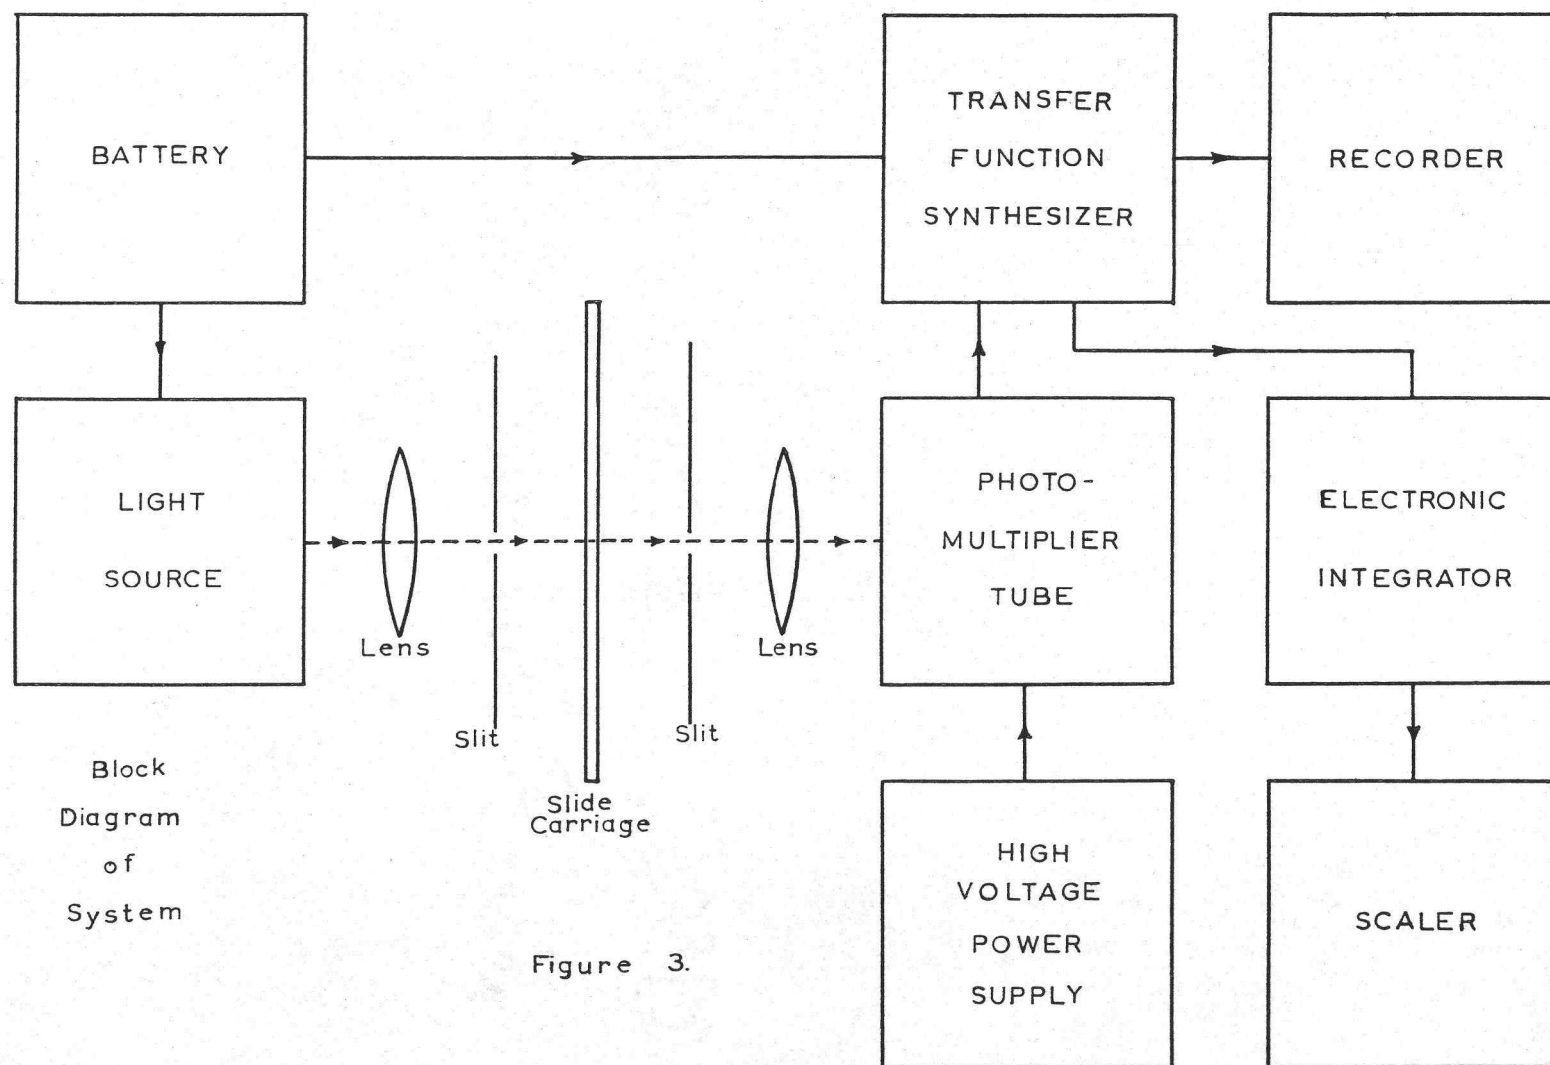 BATTERY
TRANSFER
FUNCTION
SYNTHESIZER
RECORDER
LIGHT
SOURCE
Lens
Slit
Slide
Carriage
Slit
Lens
PHOTO-
MULTIPLIER
TUBE
ELECTRONIC
INTEGRATOR
HIGH
VOLTAGE
POWER
SUPPLY
SCALER
Block
Diagram
of
System
Figure 3.